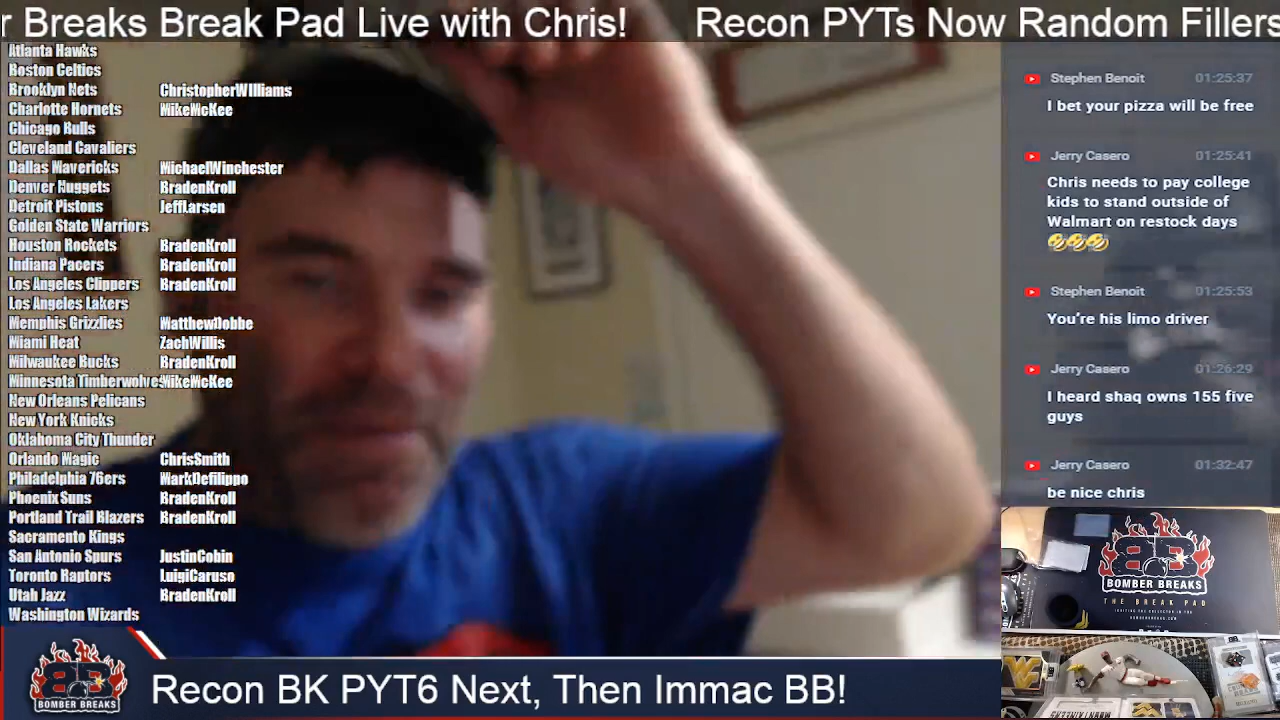 r Breaks Break Pad Live with Chris!
Recon PYTs Now Random Fillers
Atlanta Hawks
Boston Celtics
Brooklyn Nets ChristopherWIlliams
Charlotte Hornets MikeMcKee
Chicago Bulls
Cleveland Cavaliers
Dallas Mavericks MichaelWinchester
Denver Nuggets BradenKroll
Detroit Pistons JeffLarsen
Golden State Warriors
Houston Rockets BradenKroll
Indiana Pacers BradenKroll
Los Angeles Clippers BradenKroll
Los Angeles Lakers
Memphis Grizzlies MatthewDobbe
Miami Heat ZachWillis
Milwaukee Bucks BradenKroll
Minnesota Timberwolves MikeMcKee
New Orleans Pelicans
New York Knicks
Oklahoma City Thunder
Orlando Magic ChrisSmith
Philadelphia 76ers MarkDefilippo
Phoenix Suns BradenKroll
Portland Trail Blazers BradenKroll
Sacramento Kings
San Antonio Spurs JustinCobin
Toronto Raptors LuigiCaruso
Utah Jazz BradenKroll
Washington Wizards
Stephen Benoit 01:25:37
I bet your pizza will be free
Jerry Casero 01:25:41
Chris needs to pay college
kids to stand outside of
Walmart on restock days
Stephen Benoit 01:25:53
You're his limo driver
Jerry Casero 01:26:29
I heard shaq owns 155 five
guys
Jerry Casero 01:32:47
be nice chris
BB
BOMBER BREAKS
THE BREAK PAD
BB
BOMBER BREAKS
Recon BK PYT6 Next, Then Immac BB!